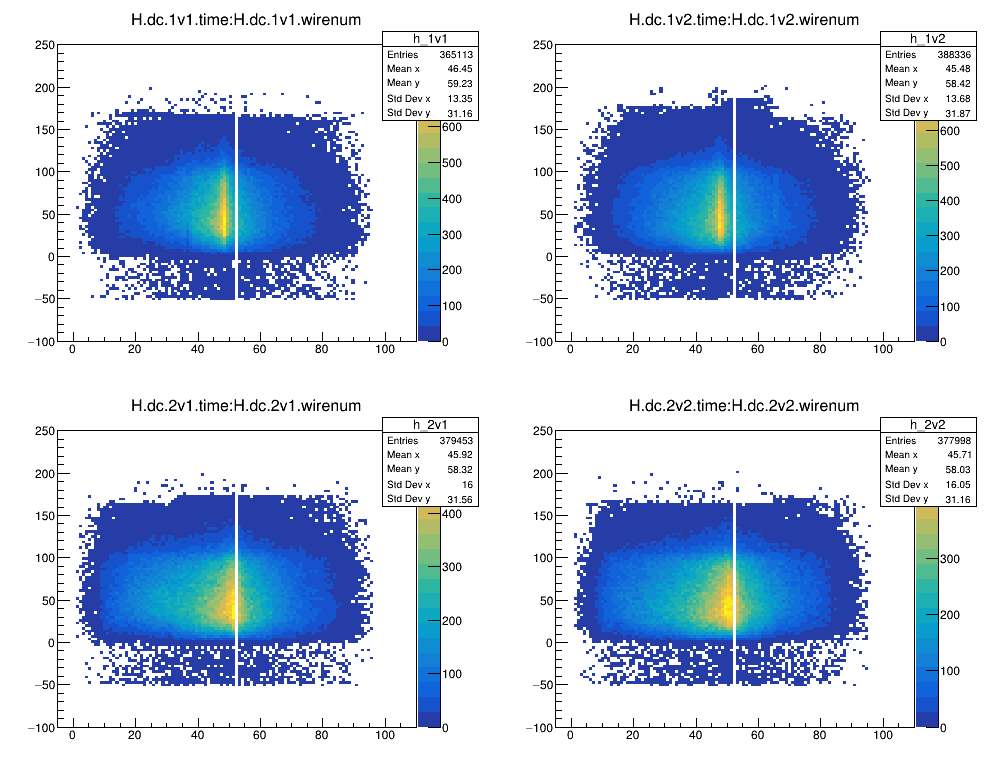 H.dc.1v1.time:H.dc.1v1.wirenum
h_1v1
Entries 365113
Mean x 46.45
Mean y 59.23
Std Dev x 13.35
Std Dev y 31.16
250
200
150
100
50
0
−50
−100
0 20 40 60 80 100
600
500
400
300
200
100
0
H.dc.1v2.time:H.dc.1v2.wirenum
h_1v2
Entries 388336
Mean x 45.48
Mean y 58.42
Std Dev x 13.68
Std Dev y 31.87
250
200
150
100
50
0
−50
−100
0 20 40 60 80 100
600
500
400
300
200
100
0
H.dc.2v1.time:H.dc.2v1.wirenum
h_2v1
Entries 379453
Mean x 45.92
Mean y 58.32
Std Dev x 16
Std Dev y 31.56
250
200
150
100
50
0
−50
−100
0 20 40 60 80 100
400
300
200
100
0
H.dc.2v2.time:H.dc.2v2.wirenum
h_2v2
Entries 377998
Mean x 45.71
Mean y 58.03
Std Dev x 16.05
Std Dev y 31.16
250
200
150
100
50
0
−50
−100
0 20 40 60 80 100
300
200
100
0